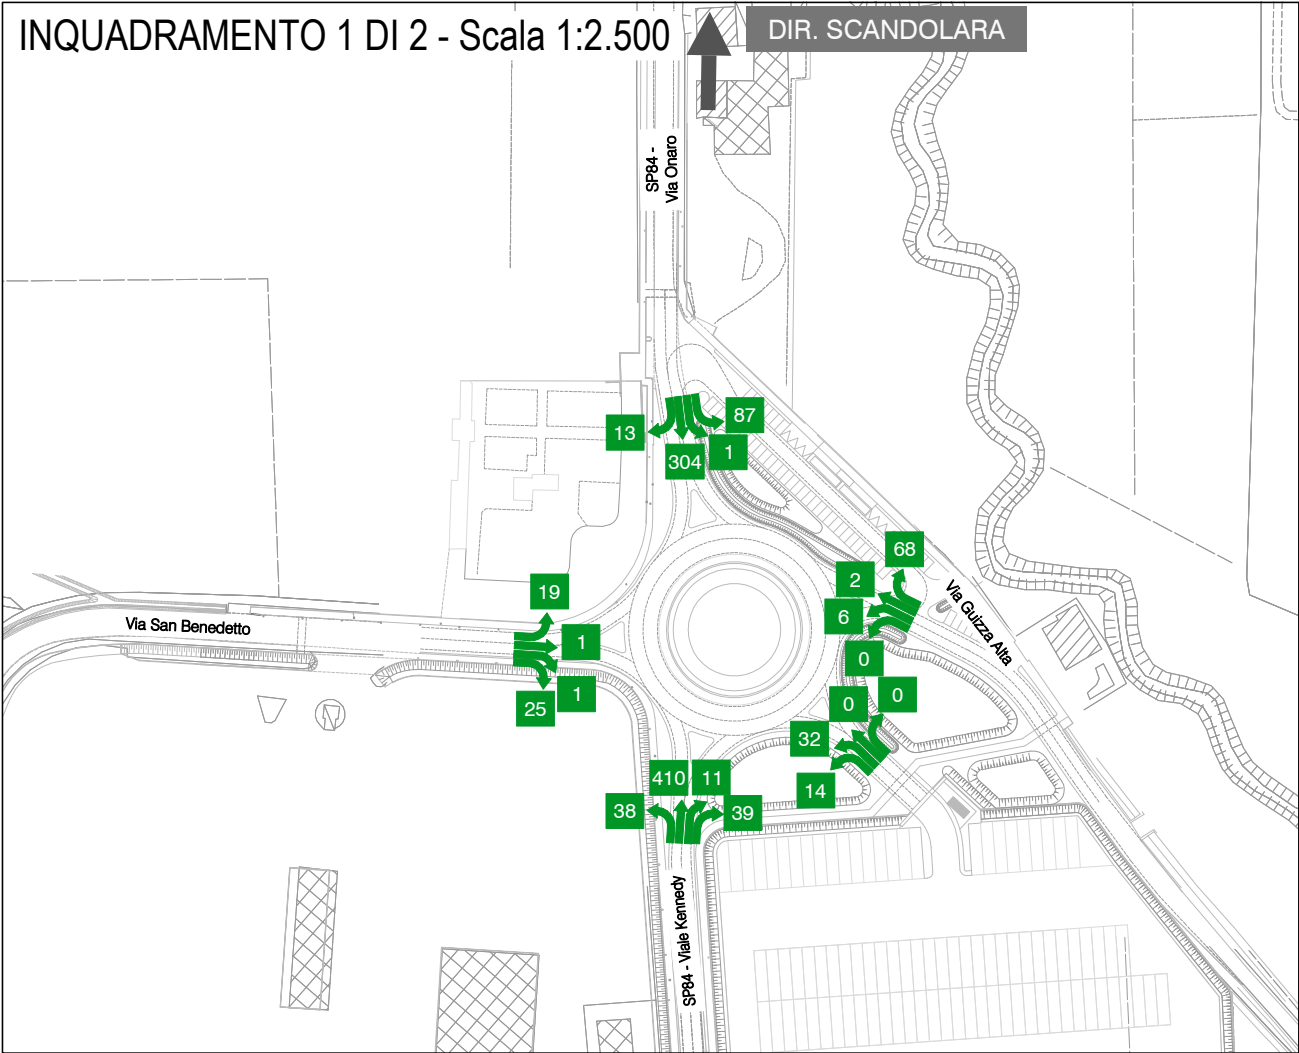 INQUADRAMENTO 1 DI 2 - Scala 1:2.500
DIR. SCANDOLARA
SP84 -
Via Onaro
87
13
1
304
68
2
19
6
Via Guizza Alta
Via San Benedetto
1
0
1
0
0
25
32
410
11
14
38
39
SP84 - Viale Kennedy